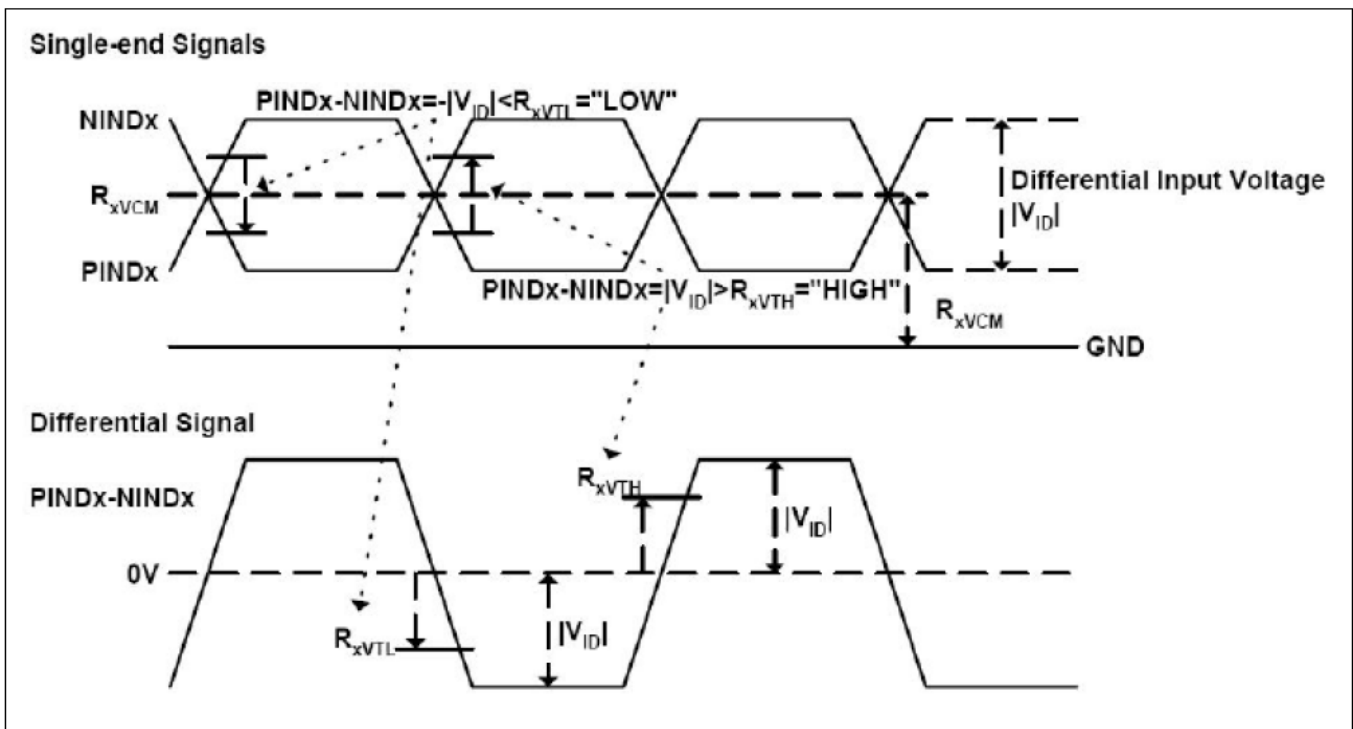 Single-end Signals
PINDx-NINDx=-|VID|<RxVTL="LOW"
NINDx
RxVCM
Differential Input Voltage
|VID|
PINDx
PINDx-NINDx=|VID|>RxVTH="HIGH"
RxVCM
GND
Differential Signal
RxVTH
PINDx-NINDx
|VID|
0V
RxVTL
|VID|